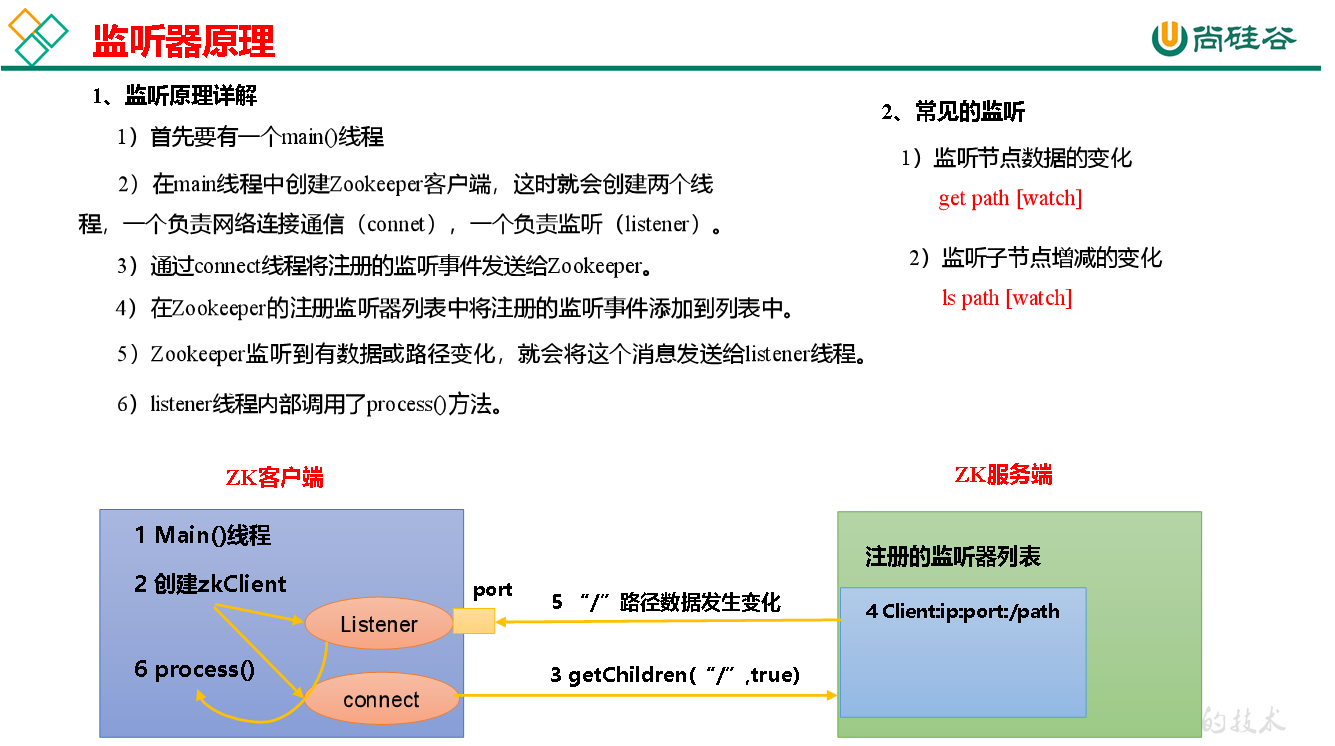 监听器原理
尚硅谷
1、监听原理详解
1）首先要有一个main()线程
2）在main线程中创建Zookeeper客户端，这时就会创建两个线
程，一个负责网络连接通信（connet），一个负责监听（listener）。
3）通过connect线程将注册的监听事件发送给Zookeeper。
4）在Zookeeper的注册监听器列表中将注册的监听事件添加到列表中。
5）Zookeeper监听到有数据或路径变化，就会将这个消息发送给listener线程。
6）listener线程内部调用了process()方法。
2、常见的监听
1）监听节点数据的变化
get path [watch]
2）监听子节点增减的变化
ls path [watch]
ZK客户端
1 Main()线程
2 创建zkClient
Listener
6 process()
connect
port
5 “/”路径数据发生变化
3 getChildren(“/”,true)
ZK服务端
注册的监听器列表
4 Client:ip:port:/path
的技术